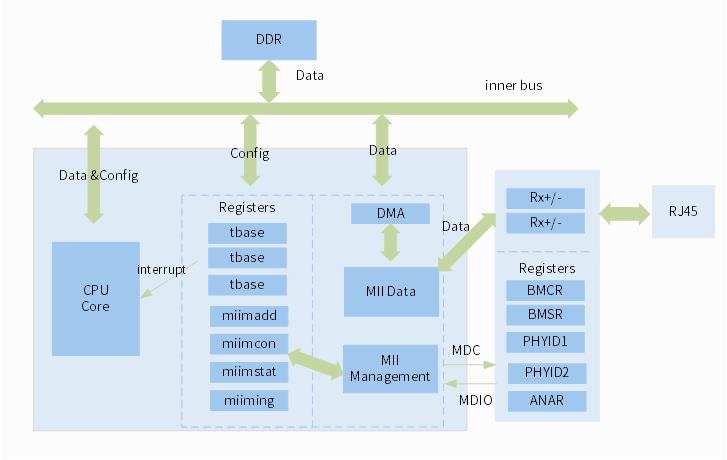 DDR
Data
inner bus
Data &Config
Config
Data
Registers
tbase
tbase
tbase
miimadd
miimcon
miimstat
miiming
CPU
Core
interrupt
DMA
MII Data
MII
Management
Data
MDC
MDIO
Rx+/-
Rx+/-
Registers
BMCR
BMSR
PHYID1
PHYID2
ANAR
RJ45